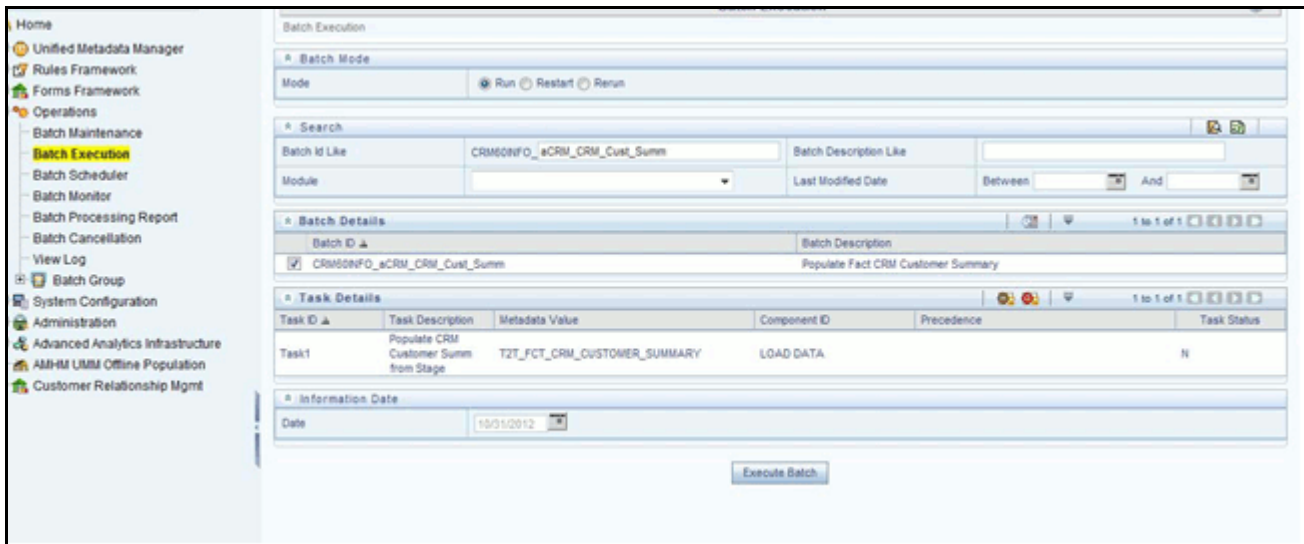 Home
Unified Metadata Manager
Rules Framework
Forms Framework
Operations
Batch Maintenance
Batch Execution
Batch Scheduler
Batch Monitor
Batch Processing Report
Batch Cancellation
View Log
Batch Group
System Configuration
Administration
Advanced Analytics Infrastructure
AMHM UMM Offline Population
Customer Relationship Mgmt
Batch Execution
Batch Mode
Mode Run Restart Rerun
Search
Batch Id Like CRM60INFO_ aCRM_CRM_Cust_Summ Batch Description Like
Module Last Modified Date Between And
Batch Details 1 to 1 of 1
Batch ID Batch Description
CRM60INFO_aCRM_CRM_Cust_Summ Populate Fact CRM Customer Summary
Task Details 1 to 1 of 1
Task ID Task Description Metadata Value Component ID Precedence Task Status
Task1 Populate CRM Customer Summ from Stage T2T_FCT_CRM_CUSTOMER_SUMMARY LOAD DATA N
Information Date
Date 10/31/2012
Execute Batch